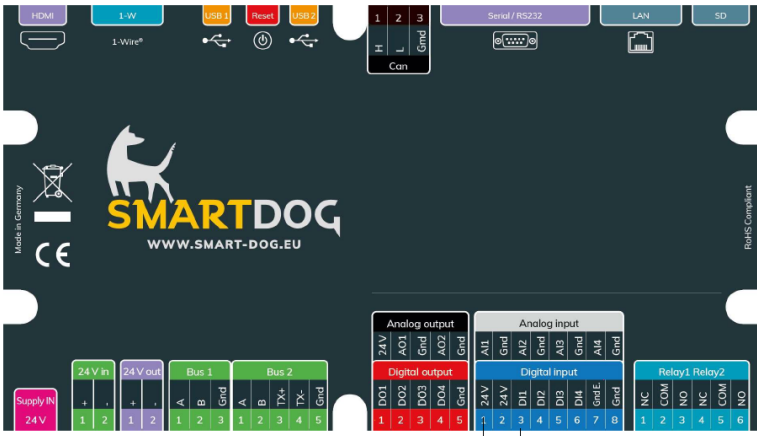 HDMI 1-W USB 1 Reset USB 2 1 2 3 Serial / RS232 LAN SD
1-Wire® H L Gmd
Can
Made in Germany
CE
SMARTDOG
WWW.SMART-DOG.EU
RoHS Compliant
Analog output Analog input
24 V AO1 Gnd AO2 Gnd AI1 Gnd AI2 Gnd AI3 Gnd AI4 Gnd
24 V in 24 V out Bus 1 Bus 2 Digital output Digital input Relay1 Relay2
Supply IN + - + - A B Gnd A B TX+ TX- Gnd DO1 DO2 DO3 DO4 Gnd 24 V 24 V DI1 DI2 DI3 DI4 Gnd E. Gnd NC COM NO NC COM NO
24 V 1 2 1 2 1 2 3 1 2 3 4 5 1 2 3 4 5 1 2 3 4 5 6 7 8 1 2 3 4 5 6